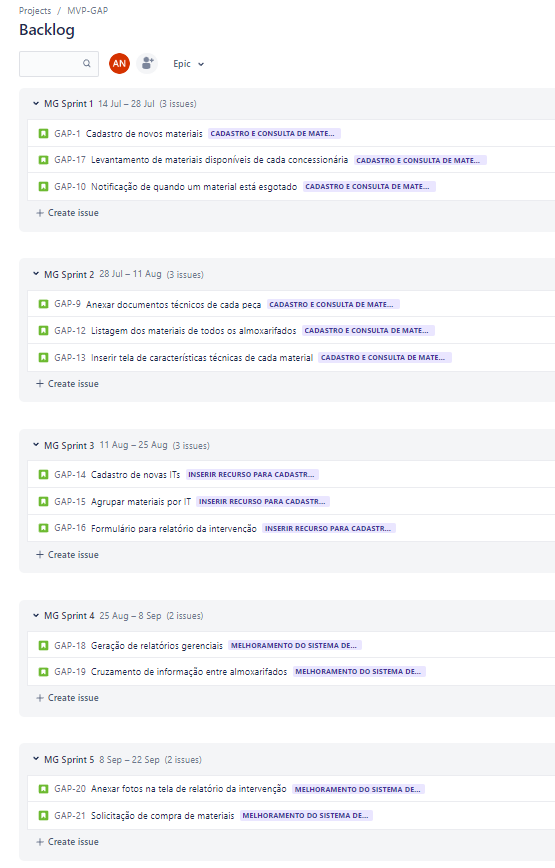 Projects / MVP-GAP
Backlog
AN Epic
MG Sprint 1 14 Jul – 28 Jul (3 issues)
GAP-1 Cadastro de novos materiais CADASTRO E CONSULTA DE MATE...
GAP-17 Levantamento de materiais disponíveis de cada concessionária CADASTRO E CONSULTA DE MATE...
GAP-10 Notificação de quando um material está esgotado CADASTRO E CONSULTA DE MATE...
+ Create issue
MG Sprint 2 28 Jul – 11 Aug (3 issues)
GAP-9 Anexar documentos técnicos de cada peca CADASTRO E CONSULTA DE MATE...
GAP-12 Listagem dos materiais de todos os almoxarifados CADASTRO E CONSULTA DE MATE...
GAP-13 Inserir tela de características técnicas de cada material CADASTRO E CONSULTA DE MATE...
+ Create issue
MG Sprint 3 11 Aug – 25 Aug (3 issues)
GAP-14 Cadastro de novas ITs INSERIR RECURSO PARA CADASTR...
GAP-15 Agrupar materiais por IT INSERIR RECURSO PARA CADASTR...
GAP-16 Formulário para relatório da intervenção INSERIR RECURSO PARA CADASTR...
+ Create issue
MG Sprint 4 25 Aug – 8 Sep (2 issues)
GAP-18 Geração de relatórios gerenciais MELHORAMENTO DO SISTEMA DE...
GAP-19 Cruzamento de informação entre almoxarifados MELHORAMENTO DO SISTEMA DE...
+ Create issue
MG Sprint 5 8 Sep – 22 Sep (2 issues)
GAP-20 Anexar fotos na tela de relatório da intervenção MELHORAMENTO DO SISTEMA DE...
GAP-21 Solicitação de compra de materiais MELHORAMENTO DO SISTEMA DE...
+ Create issue